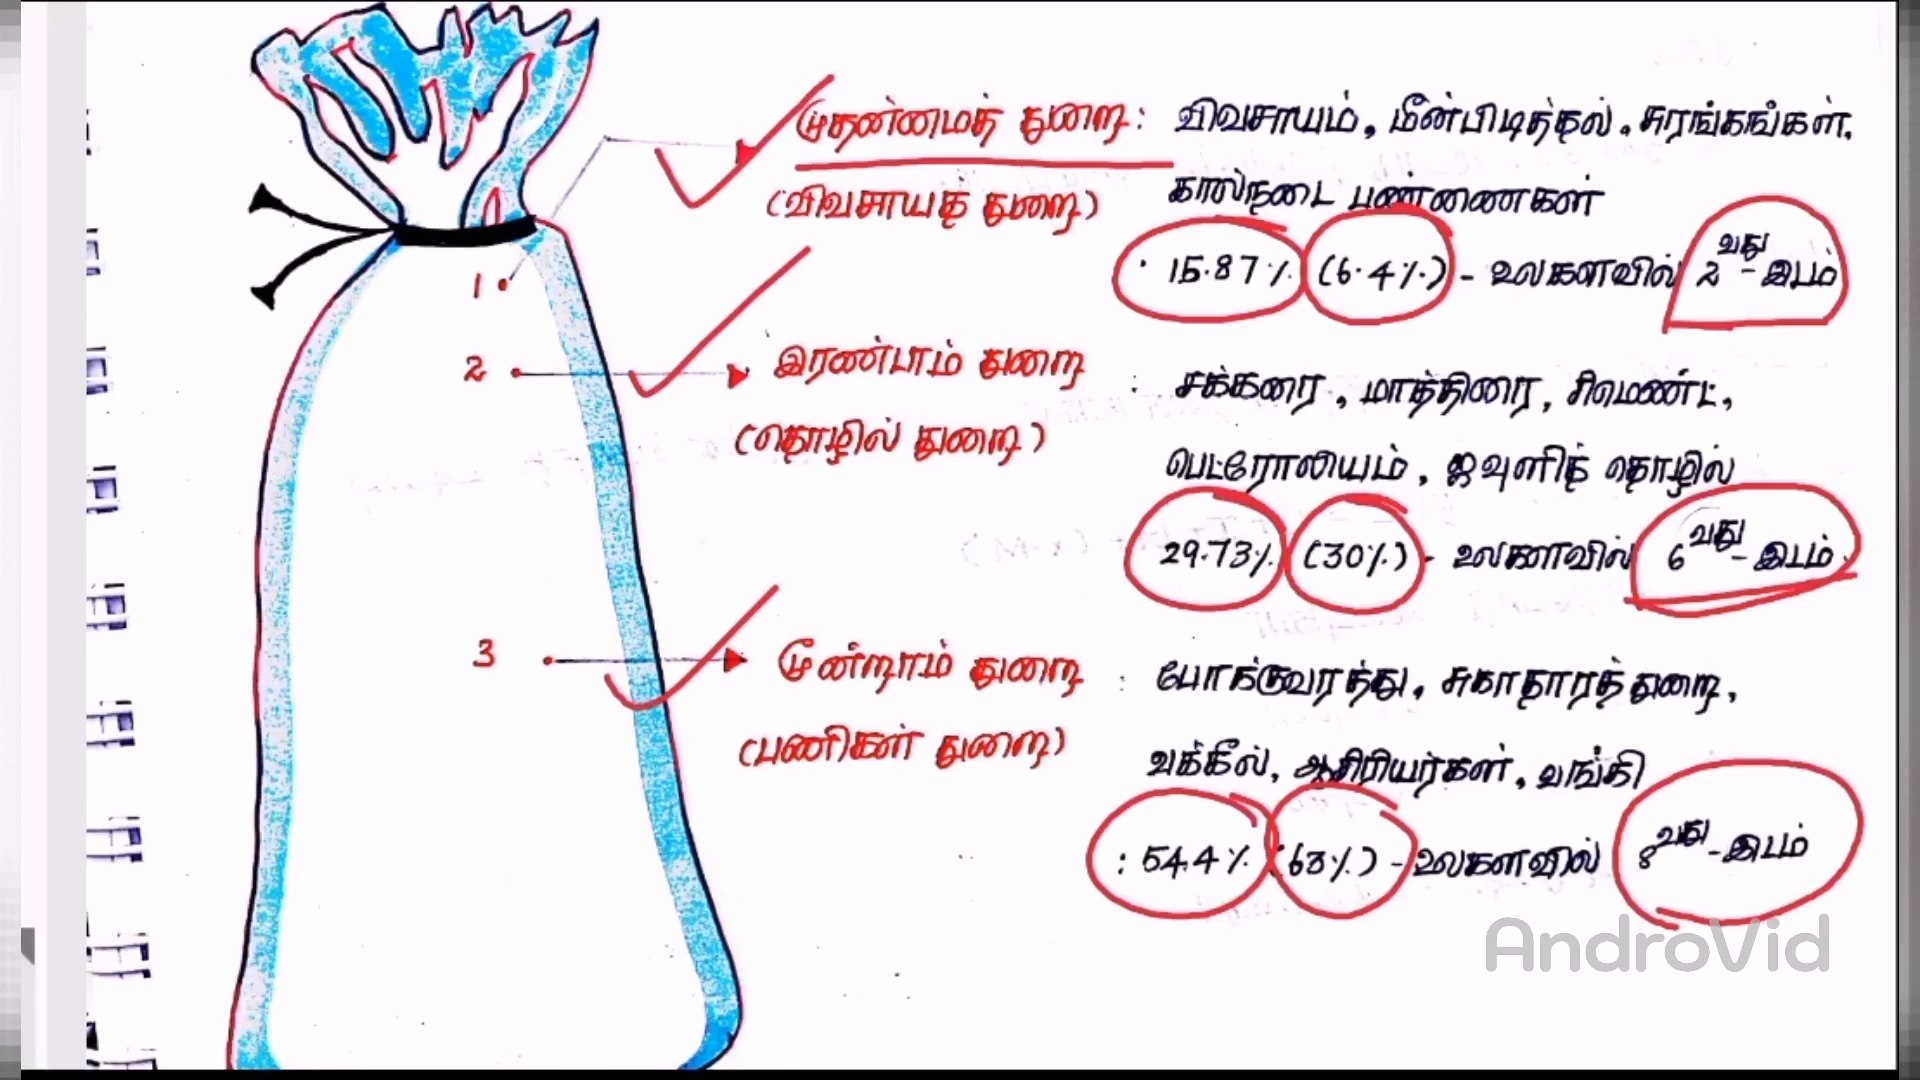 முதன்மைத் துறை : விவசாயம், மீன்பிடித்தல், சுரங்கங்கள்,
(விவசாயத் துறை) கால்நடை பண்ணைகள்
1 15.87% (6.4%) - உலகளவில் 2வது - இடம்
2 இரண்டாம் துறை : சக்கரை, மாத்திரை, சிமெண்ட்,
(தொழில் துறை) பெட்ரோலியம், ஜவுளித் தொழில்
29.73% (30%) - உலகளவில் 6வது - இடம்
3 மூன்றாம் துறை : போக்குவரத்து, சுகாதாரத்துறை,
(பணிகள் துறை) வக்கீல், ஆசிரியர்கள், வங்கி
: 54.4% (63%) - உலகளவில் 8வது - இடம்
AndroVid